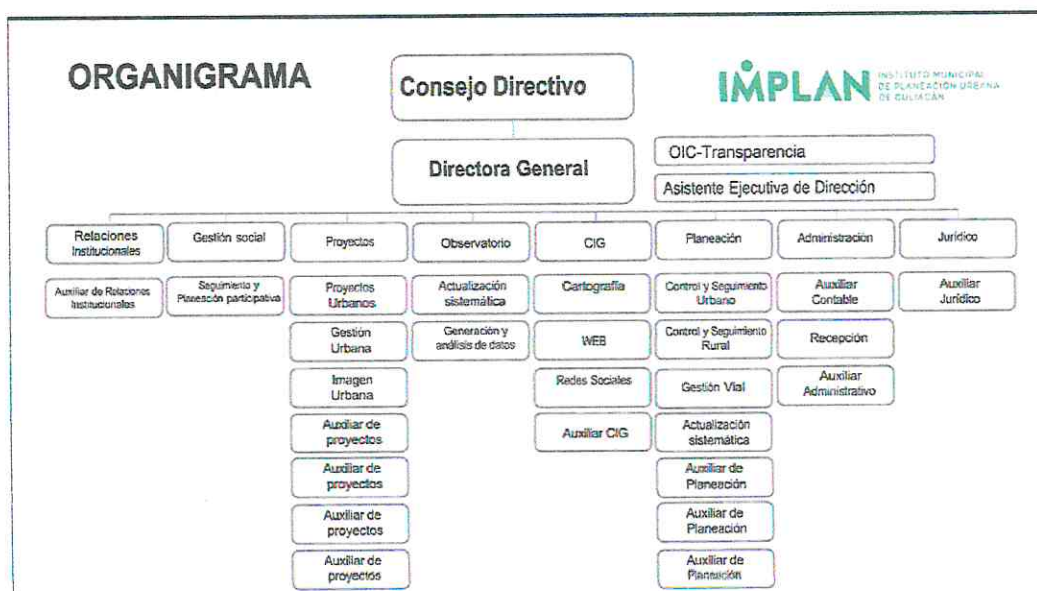 ORGANIGRAMA
Consejo Directivo
IMPLAN
INSTITUTO MUNICIPAL
DE PLANEACIÓN URBANA
DE CULIACÁN
Directora General
OIC-Transparencia
Asistente Ejecutiva de Dirección
Relaciones
Institucionales
Gestión social
Proyectos
Observatorio
CIG
Planeación
Administración
Jurídico
Auxiliar de Relaciones
Institucionales
Seguimiento y
Planeación participativa
Proyectos
Urbanos
Actualización
sistemática
Cartografía
Control y Seguimiento
Urbano
Auxiliar
Contable
Auxiliar
Jurídico
Gestión
Urbana
Generación y
análisis de datos
WEB
Control y Seguimiento
Rural
Recepción
Imagen
Urbana
Redes Sociales
Gestión Vial
Auxiliar
Administrativo
Auxiliar de
proyectos
Auxiliar CIG
Actualización
sistemática
Auxiliar de
proyectos
Auxiliar de
Planeación
Auxiliar de
proyectos
Auxiliar de
Planeación
Auxiliar de
proyectos
Auxiliar de
Planeación